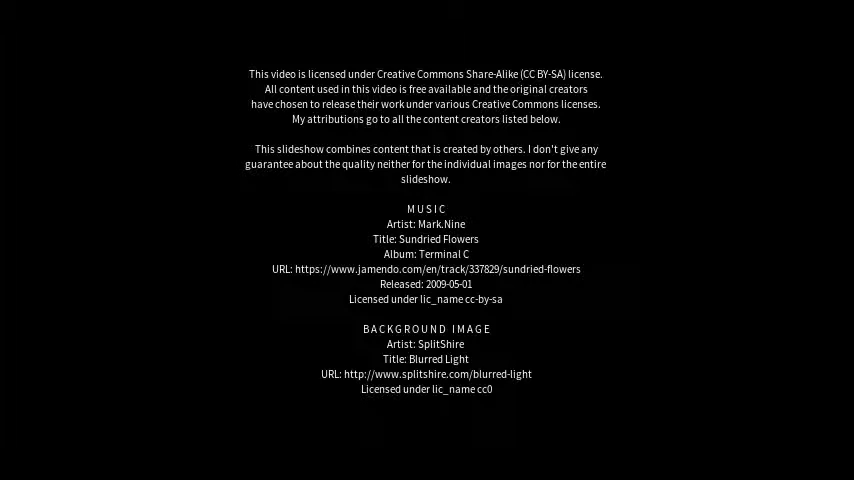 This video is licensed under Creative Commons Share-Alike (CC BY-SA) license.
All content used in this video is free available and the original creators
have chosen to release their work under various Creative Commons licenses.
My attributions go to all the content creators listed below.
This slideshow combines content that is created by others. I don't give any
guarantee about the quality neither for the individual images nor for the entire
slideshow.
MUSIC
Artist: Mark.Nine
Title: Sundried Flowers
Album: Terminal C
URL: https://www.jamendo.com/en/track/337829/sundried-flowers
Released: 2009-05-01
Licensed under lic_name cc-by-sa
BACKGROUND IMAGE
Artist: SplitShire
Title: Blurred Light
URL: http://www.splitshire.com/blurred-light
Licensed under lic_name cc0